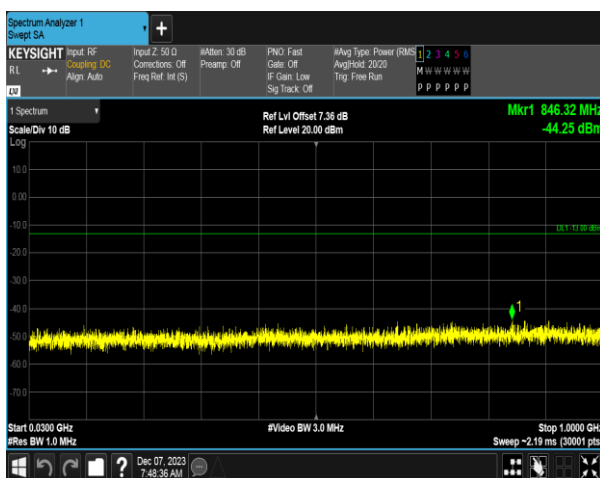 Spectrum Analyzer 1
Swept SA
+
KEYSIGHT
RL
LXI
Input: RF
Coupling: DC
Align: Auto
Input Z: 50 Ω
Corrections: Off
Freq Ref: Int (S)
#Atten: 30 dB
Preamp: Off
PNO: Fast
Gate: Off
IF Gain: Low
Sig Track: Off
#Avg Type: Power (RMS
Avg|Hold: 20/20
Trig: Free Run
1 2 3 4 5 6
M W W W W W
P P P P P P
1 Spectrum
Scale/Div 10 dB
Log
Ref Lvl Offset 7.36 dB
Ref Level 20.00 dBm
Mkr1 846.32 MHz
-44.25 dBm
10.0
0.00
-10.0
DL1 -13.00 dBm
-20.0
-30.0
-40.0
1
-50.0
-60.0
-70.0
Start 0.0300 GHz
#Res BW 1.0 MHz
#Video BW 3.0 MHz
Stop 1.0000 GHz
Sweep ~2.19 ms (30001 pts
?
Dec 07, 2023
7:48:36 AM